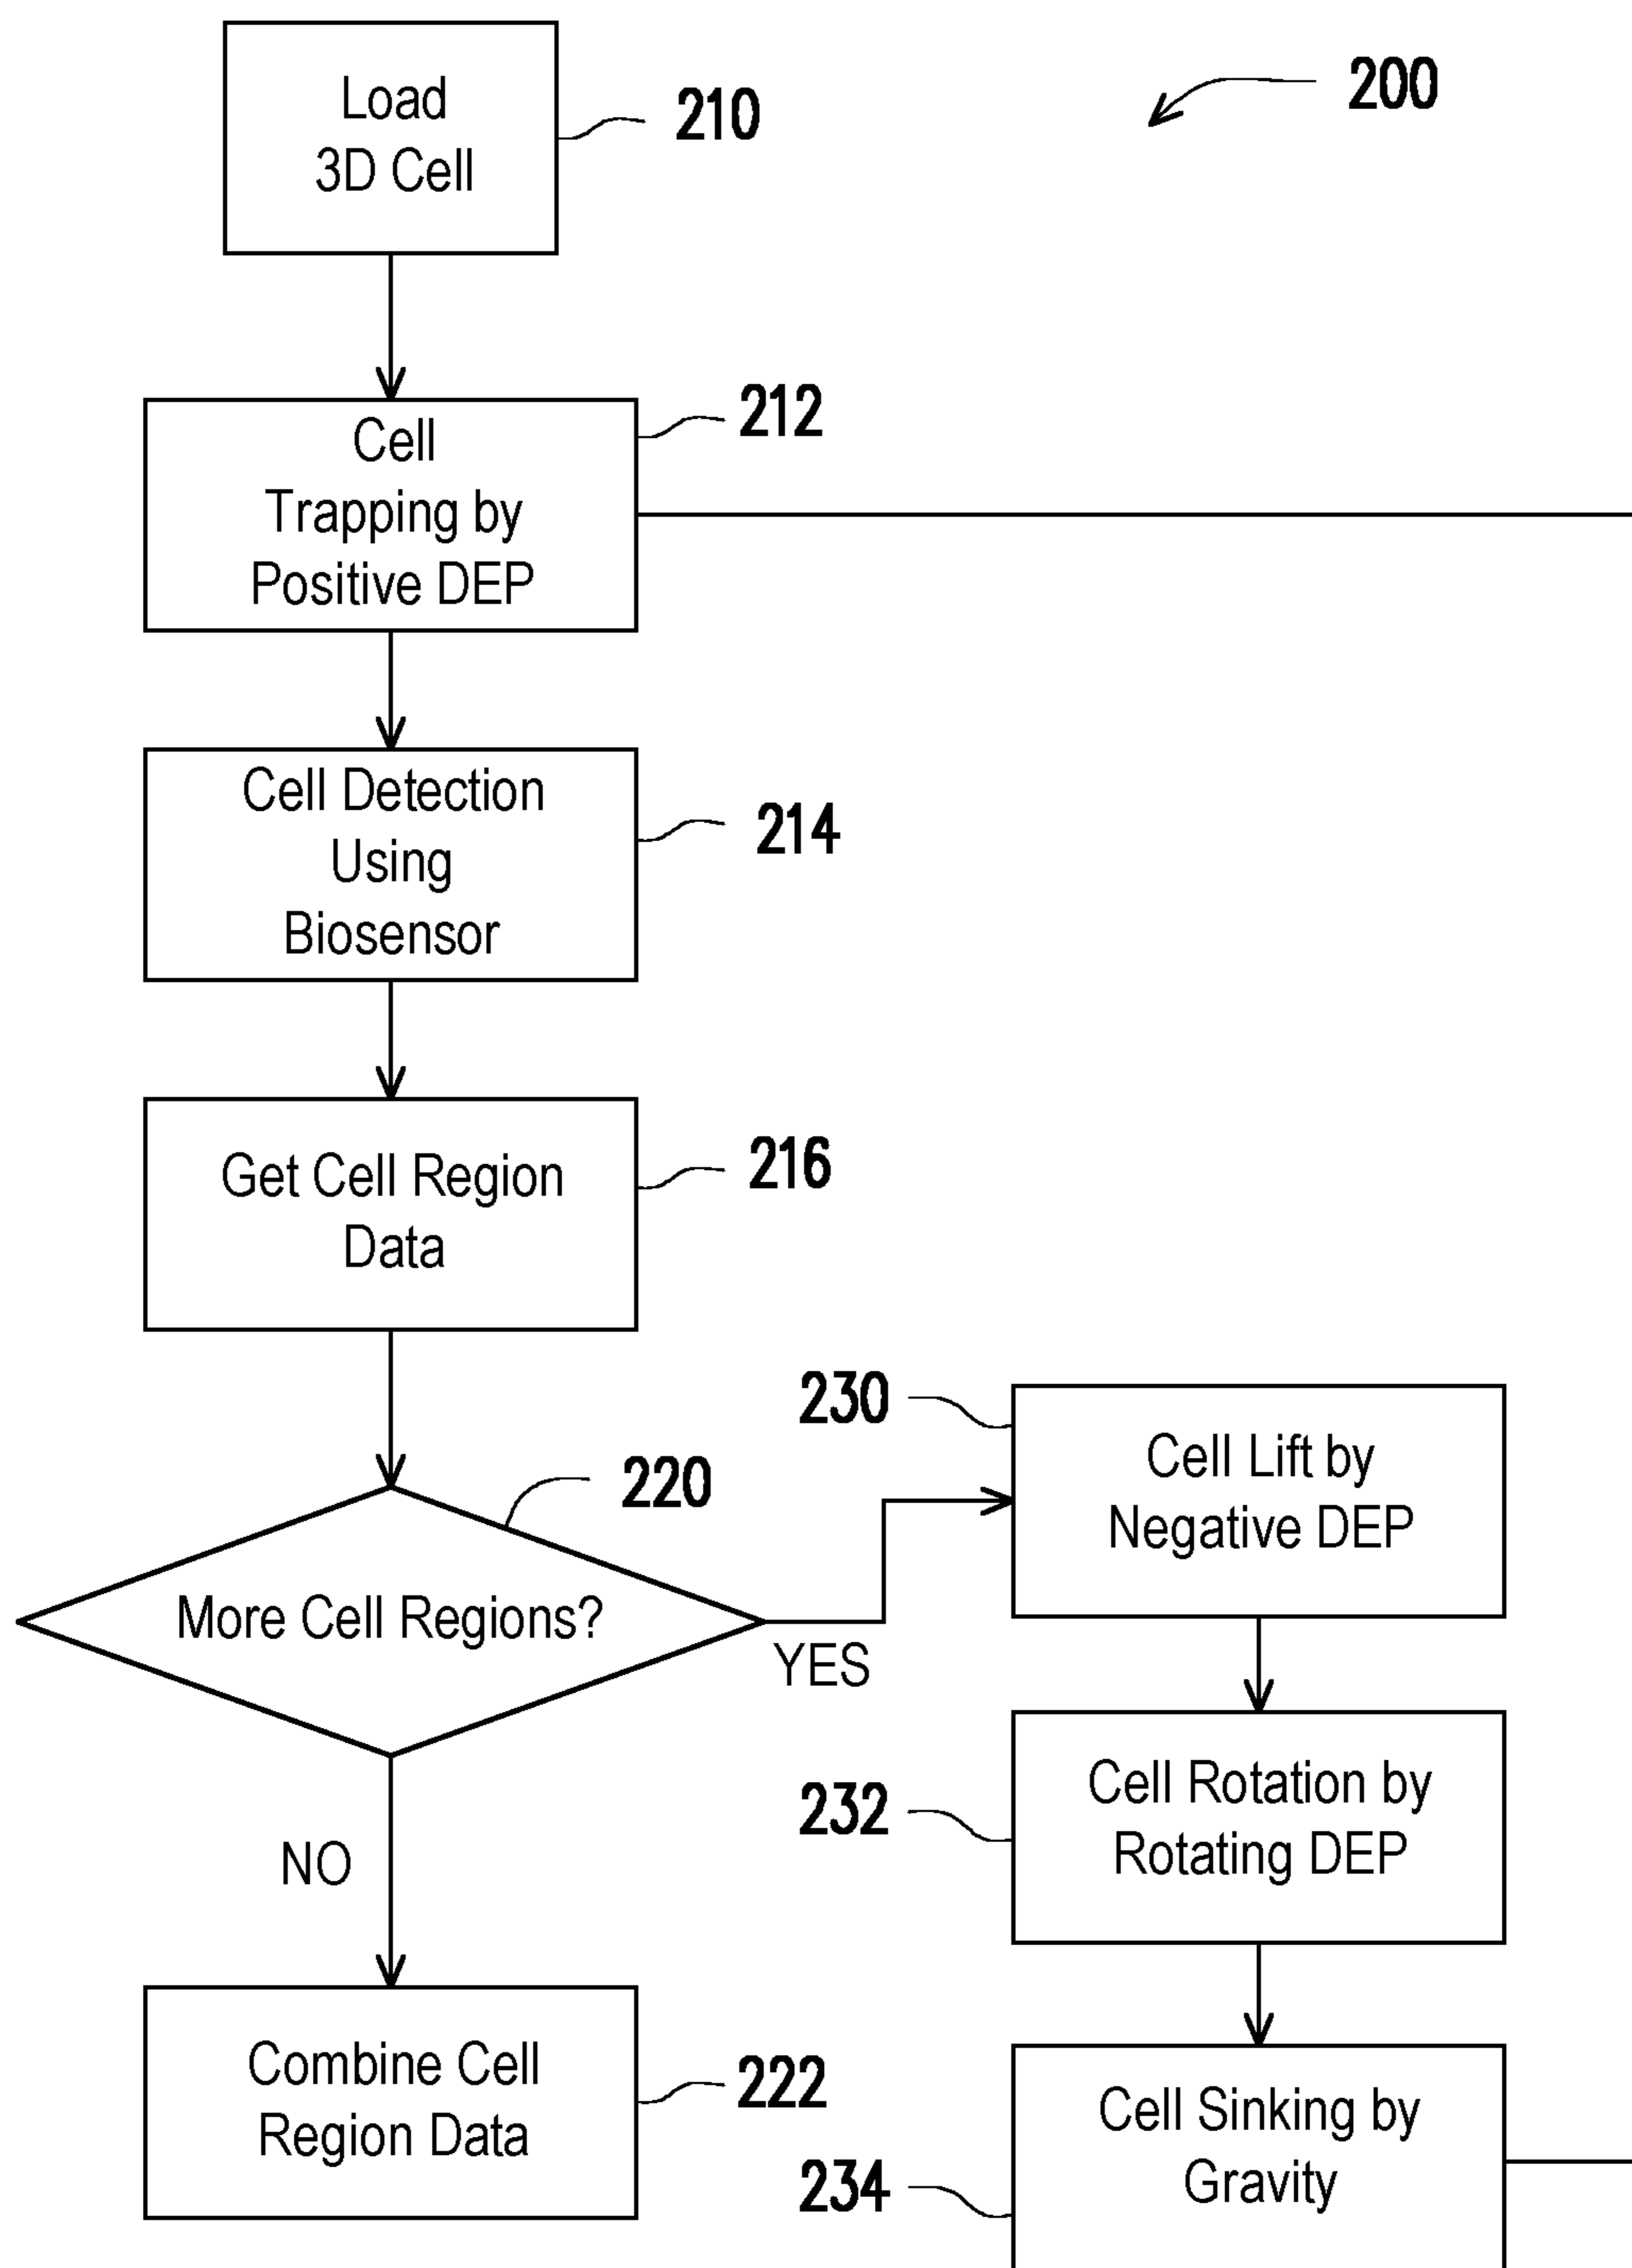 200
Load
3D Cell
210
Cell
Trapping by
Positive DEP
212
Cell Detection
Using
Biosensor
214
Get Cell Region
Data
216
More Cell Regions?
220
YES
NO
Combine Cell
Region Data
222
230
Cell Lift by
Negative DEP
232
Cell Rotation by
Rotating DEP
234
Cell Sinking by
Gravity